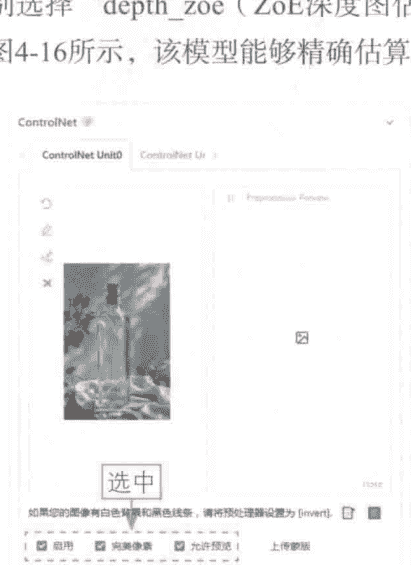 别选择 depth_zoe（ZoE深度图估
图4-16所示，该模型能够精确估算
ControlNet
ControlNet Unit0 ControlNet Ur
Preprocessor Preview
选中
如果您的图像有白色背景和黑色线条，请将预处理器设置为 [invert].
启用 完美像素 允许预览 上传蒙版